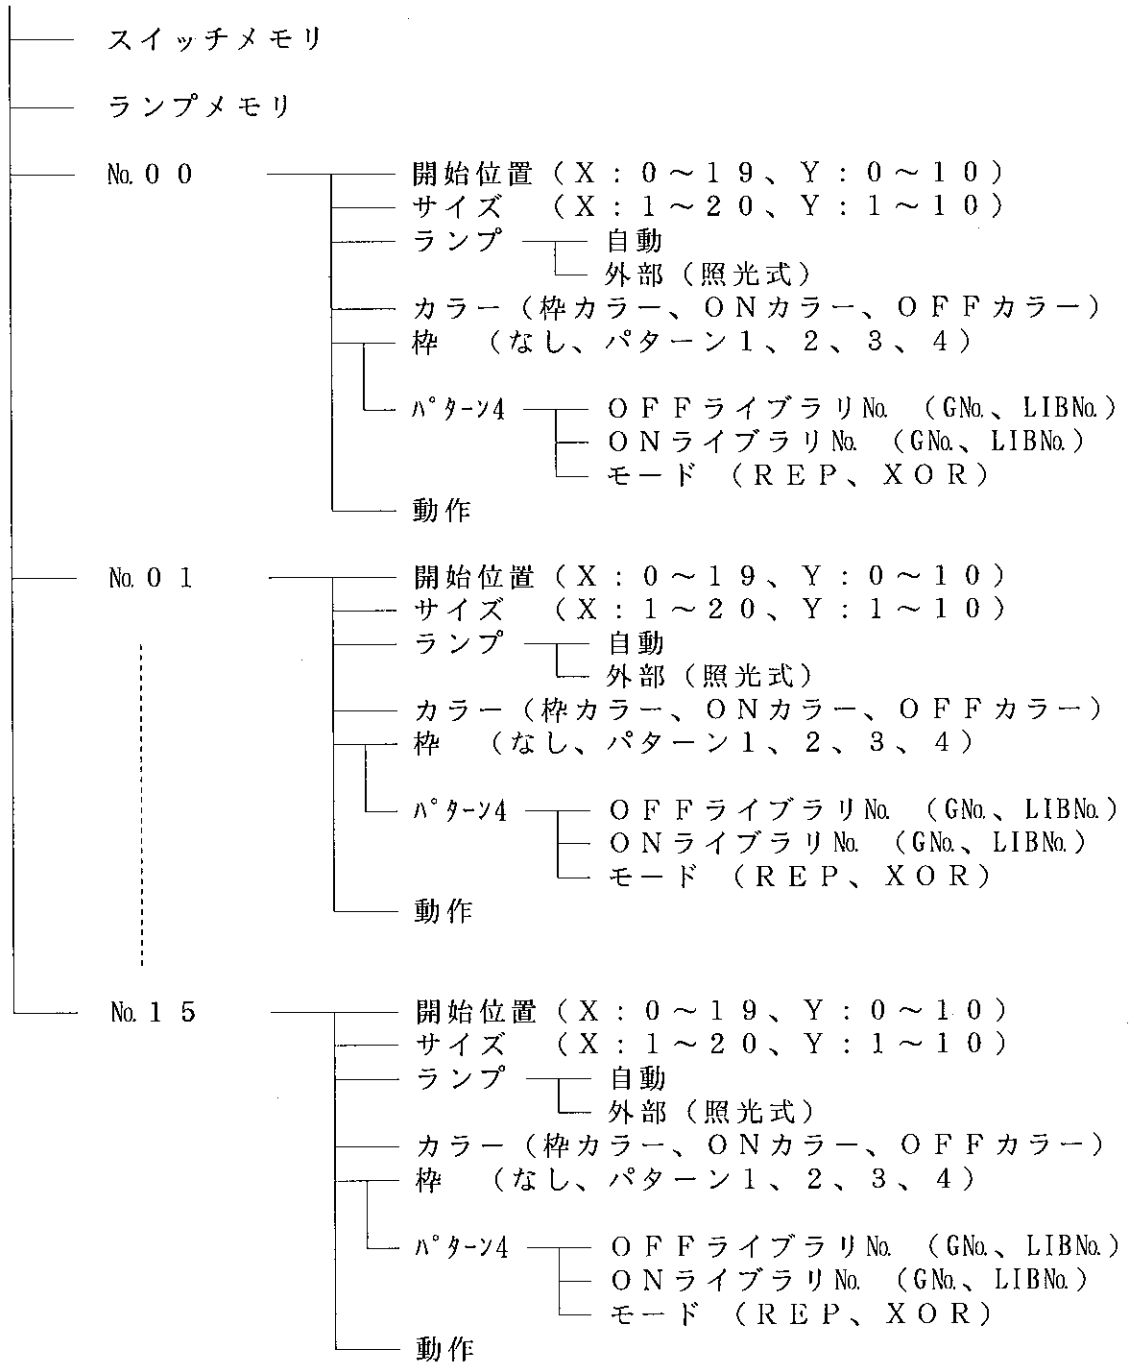 スイッチメモリ
ランプメモリ
№００ 開始位置（Ｘ：０～１９、Ｙ：０～１０）
サイズ （Ｘ：１～２０、Ｙ：１～１０）
ランプ 自動
外部（照光式）
カラー（枠カラー、ＯＮカラー、ＯＦＦカラー）
枠 （なし、パターン１、２、３、４）
ﾊﾟﾀｰﾝ4 ＯＦＦライブラリ№ （G№、LIB№）
ＯＮライブラリ№ （G№、LIB№）
モード （ＲＥＰ、ＸＯＲ）
動作
№０１ 開始位置（Ｘ：０～１９、Ｙ：０～１０）
サイズ （Ｘ：１～２０、Ｙ：１～１０）
ランプ 自動
外部（照光式）
カラー（枠カラー、ＯＮカラー、ＯＦＦカラー）
枠 （なし、パターン１、２、３、４）
ﾊﾟﾀｰﾝ4 ＯＦＦライブラリ№ （G№、LIB№）
ＯＮライブラリ№ （G№、LIB№）
モード （ＲＥＰ、ＸＯＲ）
動作
№１５ 開始位置（Ｘ：０～１９、Ｙ：０～１０）
サイズ （Ｘ：１～２０、Ｙ：１～１０）
ランプ 自動
外部（照光式）
カラー（枠カラー、ＯＮカラー、ＯＦＦカラー）
枠 （なし、パターン１、２、３、４）
ﾊﾟﾀｰﾝ4 ＯＦＦライブラリ№ （G№、LIB№）
ＯＮライブラリ№ （G№、LIB№）
モード （ＲＥＰ、ＸＯＲ）
動作